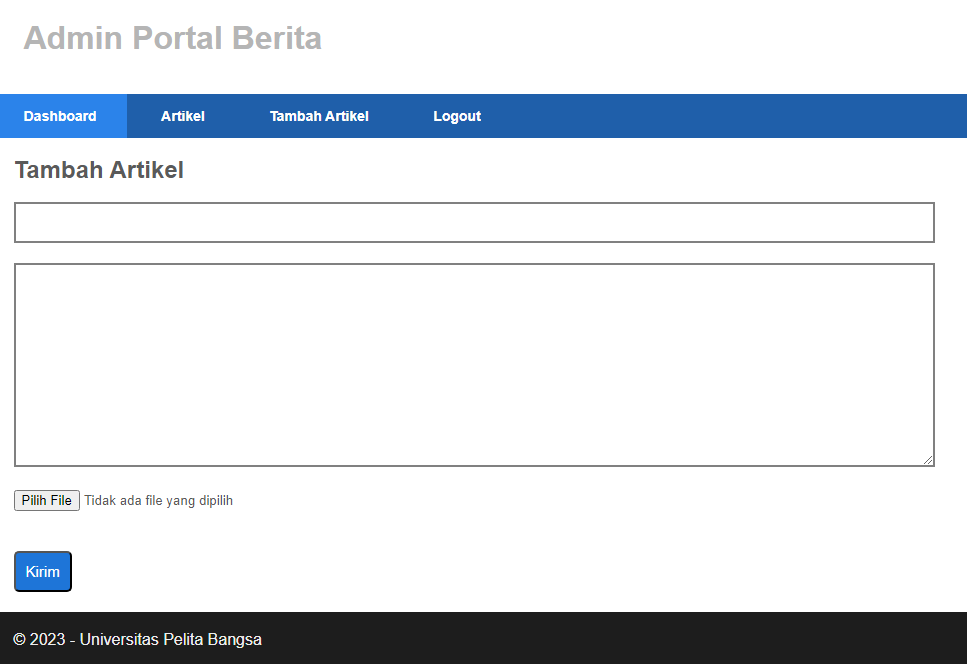 Admin Portal Berita
Dashboard Artikel Tambah Artikel Logout
Tambah Artikel
Pilih File Tidak ada file yang dipilih
Kirim
© 2023 - Universitas Pelita Bangsa